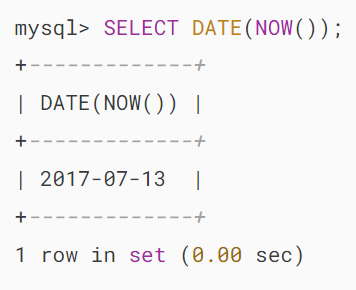 mysql> SELECT DATE(NOW());
+-------------+
| DATE(NOW()) |
+-------------+
| 2017-07-13  |
+-------------+
1 row in set (0.00 sec)